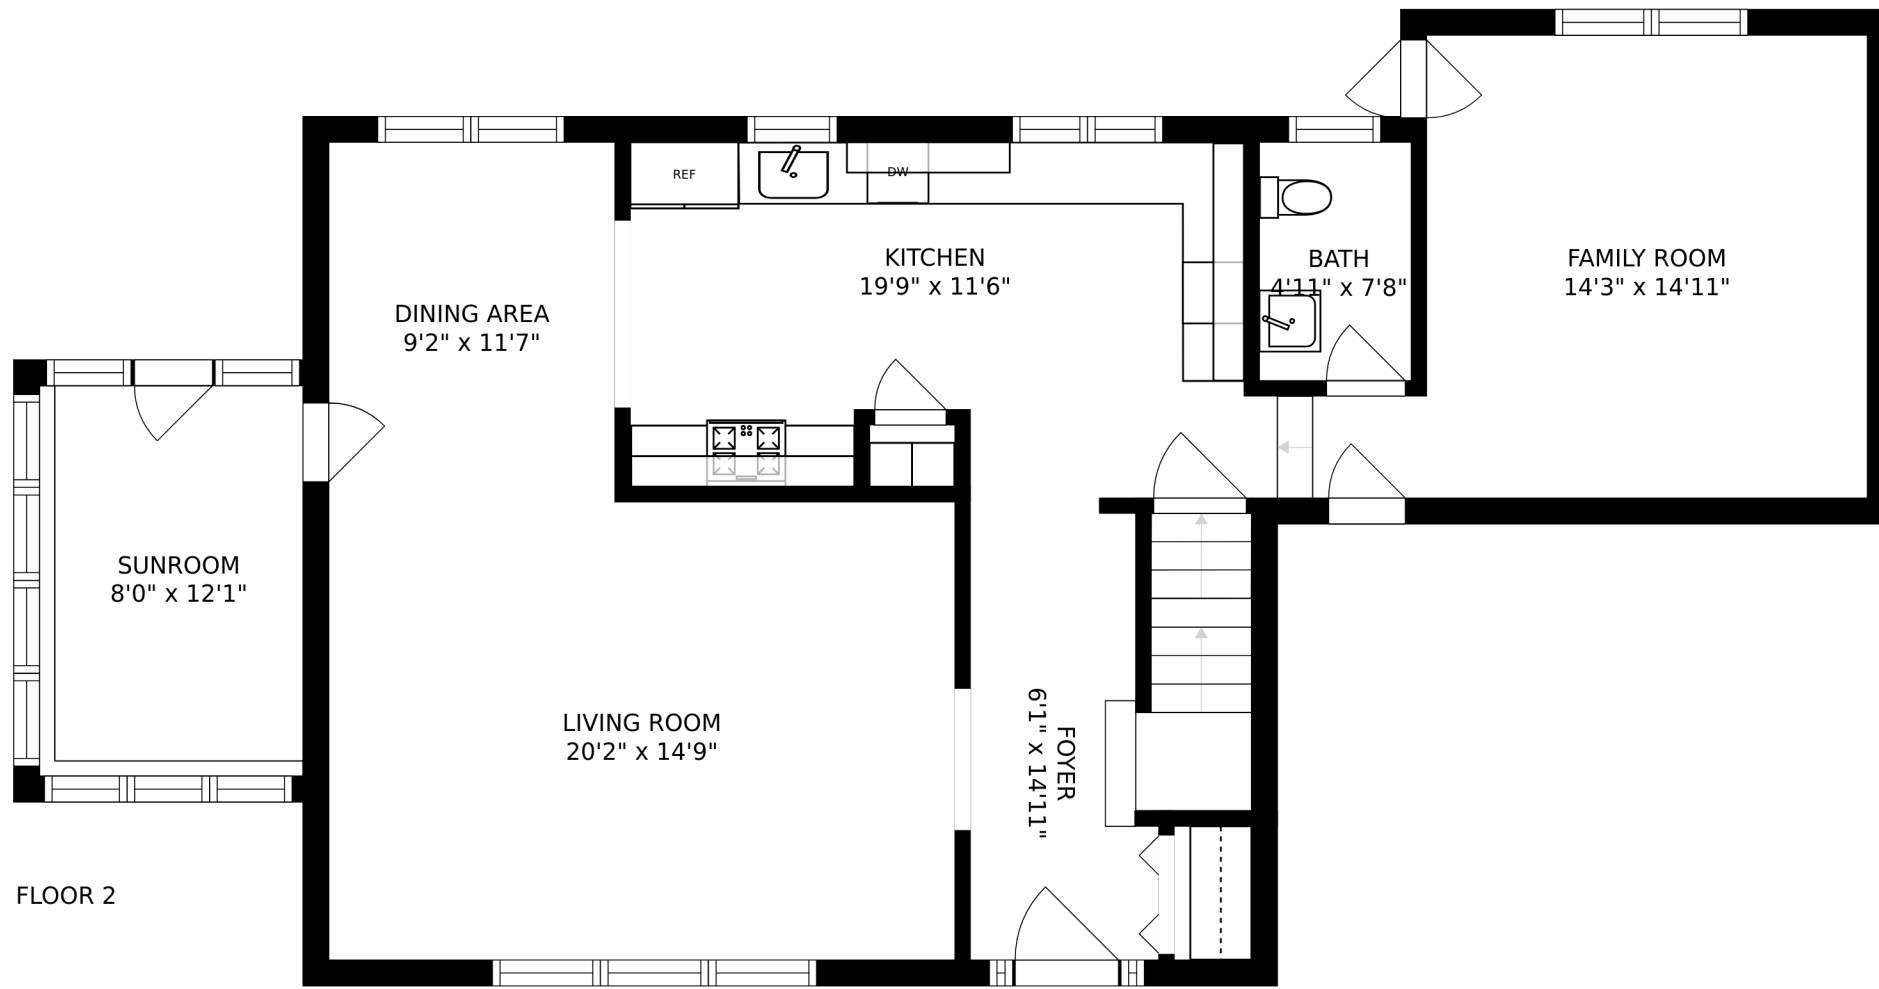 REF
DW
KITCHEN
19'9" x 11'6"
BATH
4'11" x 7'8"
FAMILY ROOM
14'3" x 14'11"
DINING AREA
9'2" x 11'7"
SUNROOM
8'0" x 12'1"
LIVING ROOM
20'2" x 14'9"
FOYER
6'1" x 14'11"
FLOOR 2